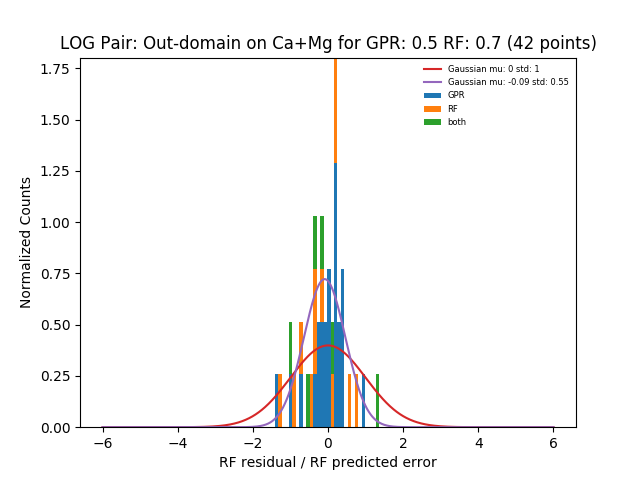 LOG Pair: Out-domain on Ca+Mg for GPR: 0.5 RF: 0.7 (42 points)
Gaussian mu: 0 std: 1
Gaussian mu: -0.09 std: 0.55
GPR
RF
both
Normalized Counts
1.75
1.50
1.25
1.00
0.75
0.50
0.25
0.00
−6 −4 −2 0 2 4 6
RF residual / RF predicted error